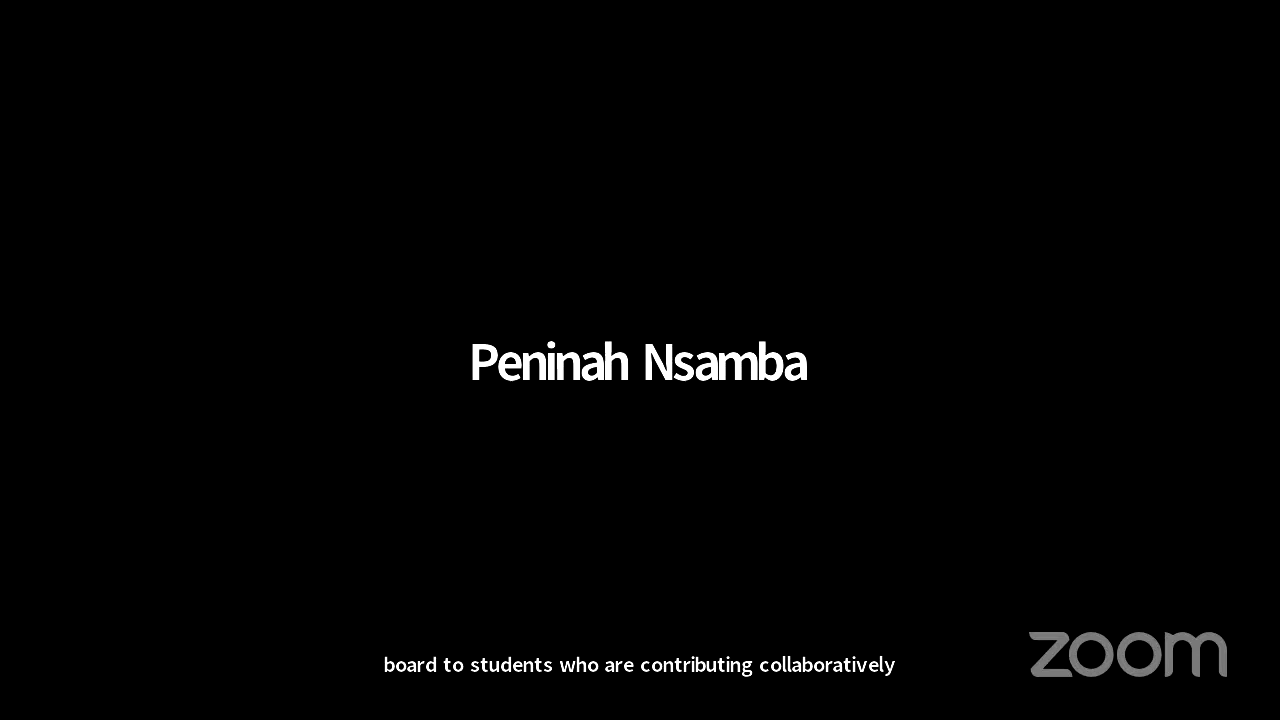 Peninah Nsamba
board to students who are contributing collaboratively
zoom